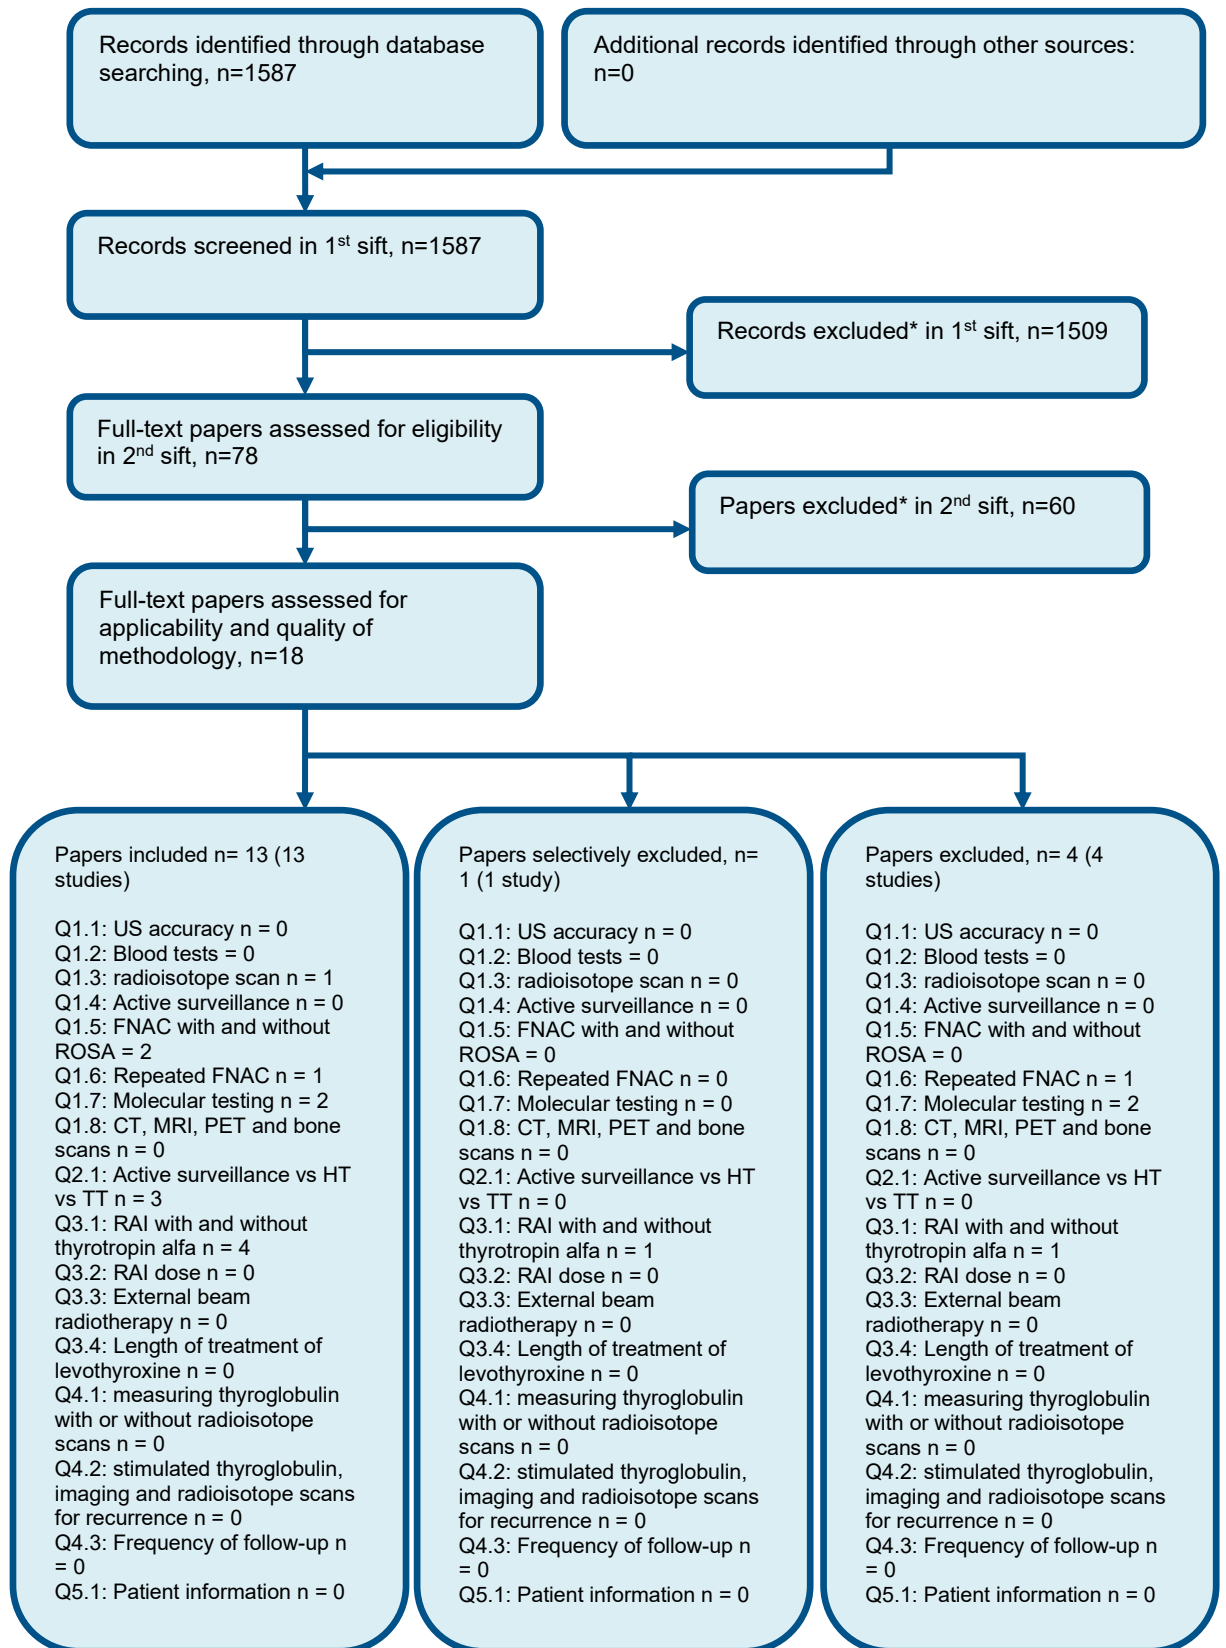 Records identified through database
searching, n=1587
Additional records identified through other sources:
n=0
Records screened in 1st sift, n=1587
Records excluded* in 1st sift, n=1509
Full-text papers assessed for eligibility
in 2nd sift, n=78
Papers excluded* in 2nd sift, n=60
Full-text papers assessed for
applicability and quality of
methodology, n=18
Papers included n= 13 (13
studies)
Q1.1: US accuracy n = 0
Q1.2: Blood tests = 0
Q1.3: radioisotope scan n = 1
Q1.4: Active surveillance n = 0
Q1.5: FNAC with and without
ROSA = 2
Q1.6: Repeated FNAC n = 1
Q1.7: Molecular testing n = 2
Q1.8: CT, MRI, PET and bone
scans n = 0
Q2.1: Active surveillance vs HT
vs TT n = 3
Q3.1: RAI with and without
thyrotropin alfa n = 4
Q3.2: RAI dose n = 0
Q3.3: External beam
radiotherapy n = 0
Q3.4: Length of treatment of
levothyroxine n = 0
Q4.1: measuring thyroglobulin
with or without radioisotope
scans n = 0
Q4.2: stimulated thyroglobulin,
imaging and radioisotope scans
for recurrence n = 0
Q4.3: Frequency of follow-up n
= 0
Q5.1: Patient information n = 0
Papers selectively excluded, n=
1 (1 study)
Q1.1: US accuracy n = 0
Q1.2: Blood tests = 0
Q1.3: radioisotope scan n = 0
Q1.4: Active surveillance n = 0
Q1.5: FNAC with and without
ROSA = 0
Q1.6: Repeated FNAC n = 0
Q1.7: Molecular testing n = 0
Q1.8: CT, MRI, PET and bone
scans n = 0
Q2.1: Active surveillance vs HT
vs TT n = 0
Q3.1: RAI with and without
thyrotropin alfa n = 1
Q3.2: RAI dose n = 0
Q3.3: External beam
radiotherapy n = 0
Q3.4: Length of treatment of
levothyroxine n = 0
Q4.1: measuring thyroglobulin
with or without radioisotope
scans n = 0
Q4.2: stimulated thyroglobulin,
imaging and radioisotope scans
for recurrence n = 0
Q4.3: Frequency of follow-up n
= 0
Q5.1: Patient information n = 0
Papers excluded, n= 4 (4
studies)
Q1.1: US accuracy n = 0
Q1.2: Blood tests = 0
Q1.3: radioisotope scan n = 0
Q1.4: Active surveillance n = 0
Q1.5: FNAC with and without
ROSA = 0
Q1.6: Repeated FNAC n = 1
Q1.7: Molecular testing n = 2
Q1.8: CT, MRI, PET and bone
scans n = 0
Q2.1: Active surveillance vs HT
vs TT n = 0
Q3.1: RAI with and without
thyrotropin alfa n = 1
Q3.2: RAI dose n = 0
Q3.3: External beam
radiotherapy n = 0
Q3.4: Length of treatment of
levothyroxine n = 0
Q4.1: measuring thyroglobulin
with or without radioisotope
scans n = 0
Q4.2: stimulated thyroglobulin,
imaging and radioisotope scans
for recurrence n = 0
Q4.3: Frequency of follow-up n
= 0
Q5.1: Patient information n = 0